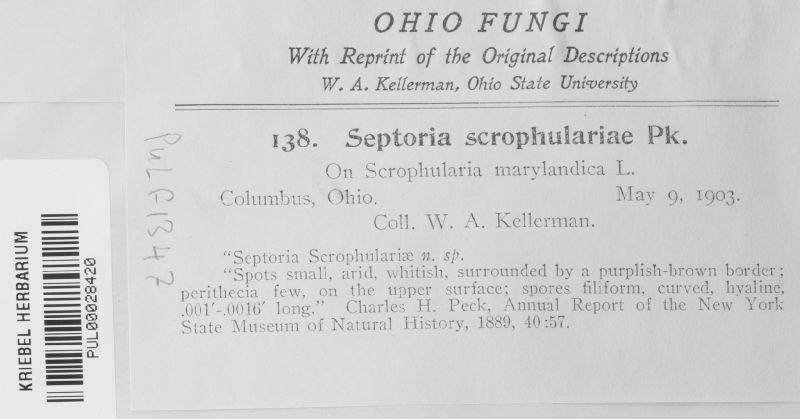 OHIO FUNGI
With Reprint of the Original Descriptions
W. A. Kellerman, Ohio State University
138. Septoria scrophulariae Pk.
On Scrophularia marylandica L.
Columbus, Ohio. May 9, 1903.
Coll. W. A. Kellerman.
"Septoria Scrophulariæ n. sp.
"Spots small, arid, whitish, surrounded by a purplish-brown border;
perithecia few, on the upper surface; spores filiform, curved, hyaline,
.001′-.0016′ long." Charles H. Peck, Annual Report of the New York
State Museum of Natural History, 1889, 40:57.
PUL F1347
KRIEBEL HERBARIUM
PUL00028420